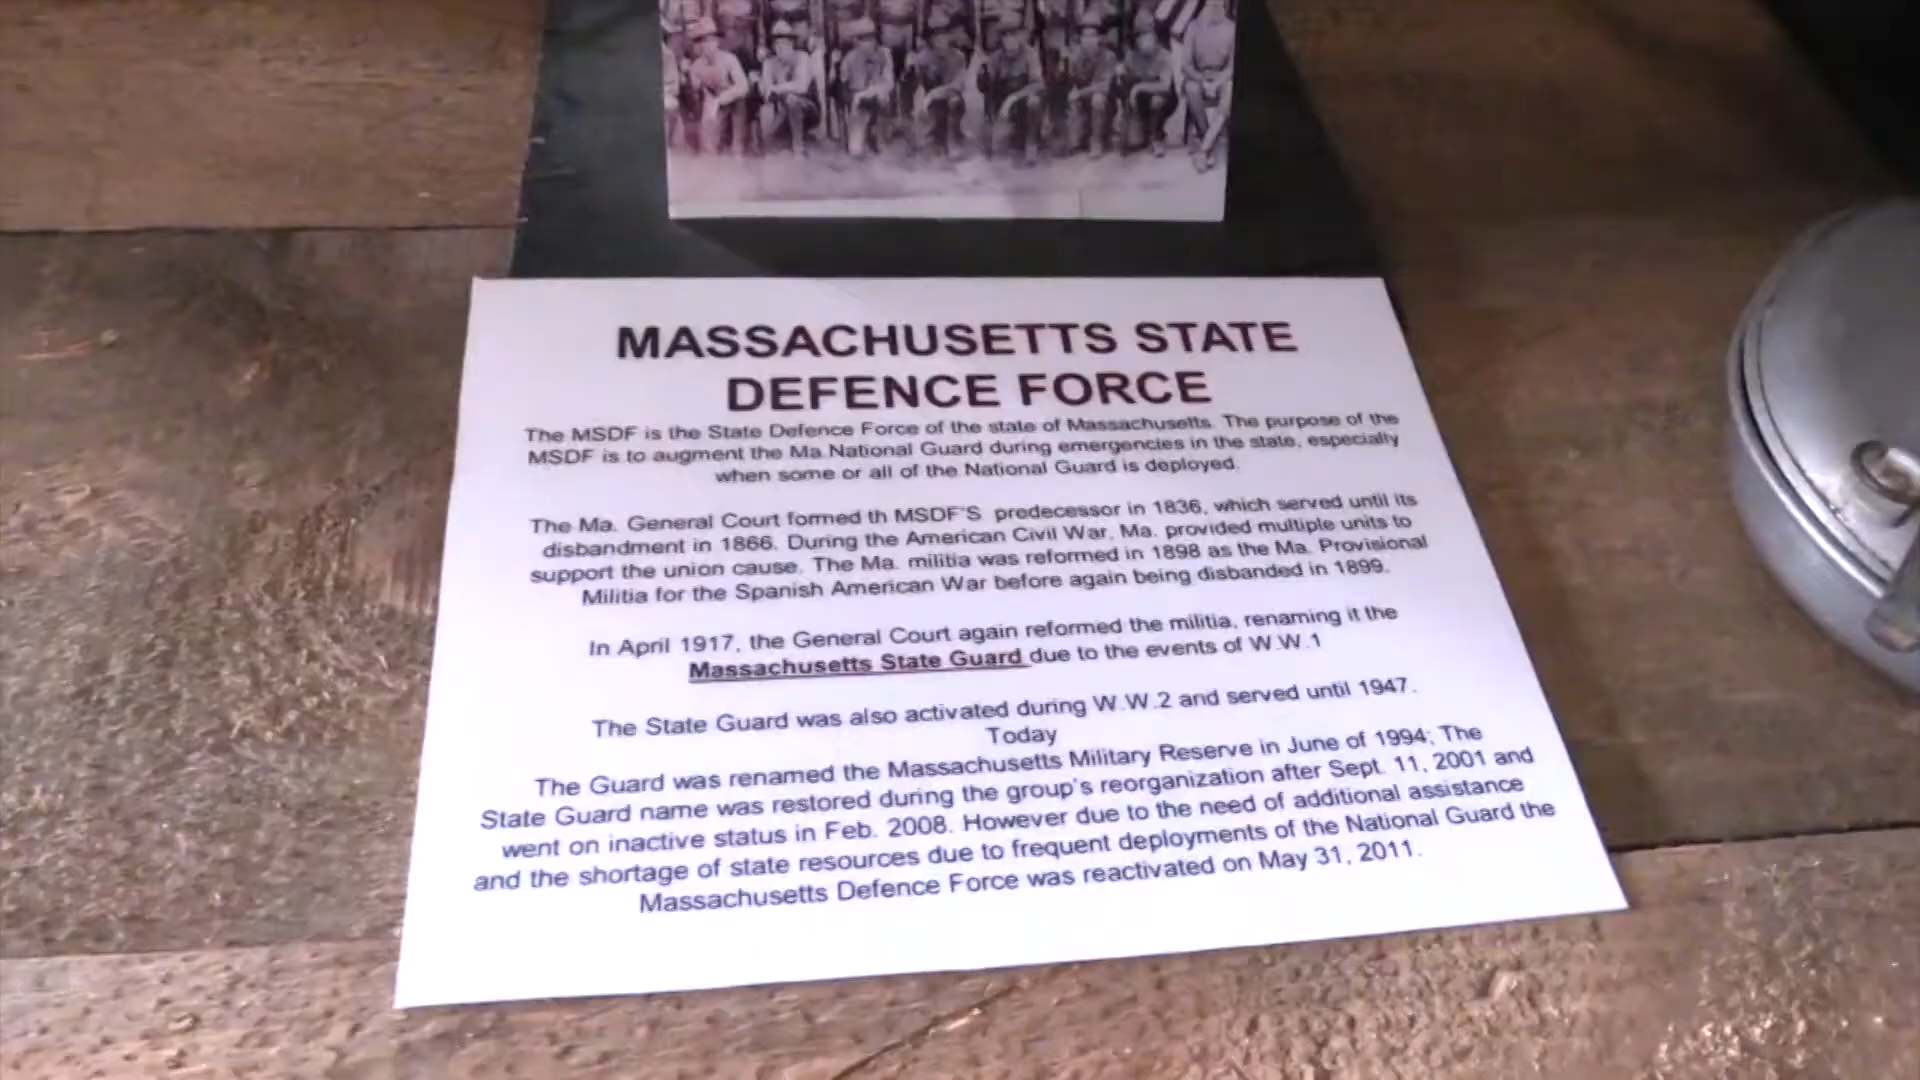 MASSACHUSETTS STATE
DEFENCE FORCE
The MSDF is the State Defence Force of the state of Massachusetts. The purpose of the
MSDF is to augment the Ma.National Guard during emergencies in the state, especially
when some or all of the National Guard is deployed.
The Ma. General Court formed th MSDF'S predecessor in 1836, which served until its
disbandment in 1866. During the American Civil War, Ma. provided multiple units to
support the union cause. The Ma. militia was reformed in 1898 as the Ma. Provisional
Militia for the Spanish American War before again being disbanded in 1899.
In April 1917, the General Court again reformed the militia, renaming it the
Massachusetts State Guard due to the events of W.W.1
The State Guard was also activated during W.W.2 and served until 1947.
Today
The Guard was renamed the Massachusetts Military Reserve in June of 1994; The
State Guard name was restored during the group's reorganization after Sept. 11, 2001 and
went on inactive status in Feb. 2008. However due to the need of additional assistance
and the shortage of state resources due to frequent deployments of the National Guard the
Massachusetts Defence Force was reactivated on May 31, 2011.